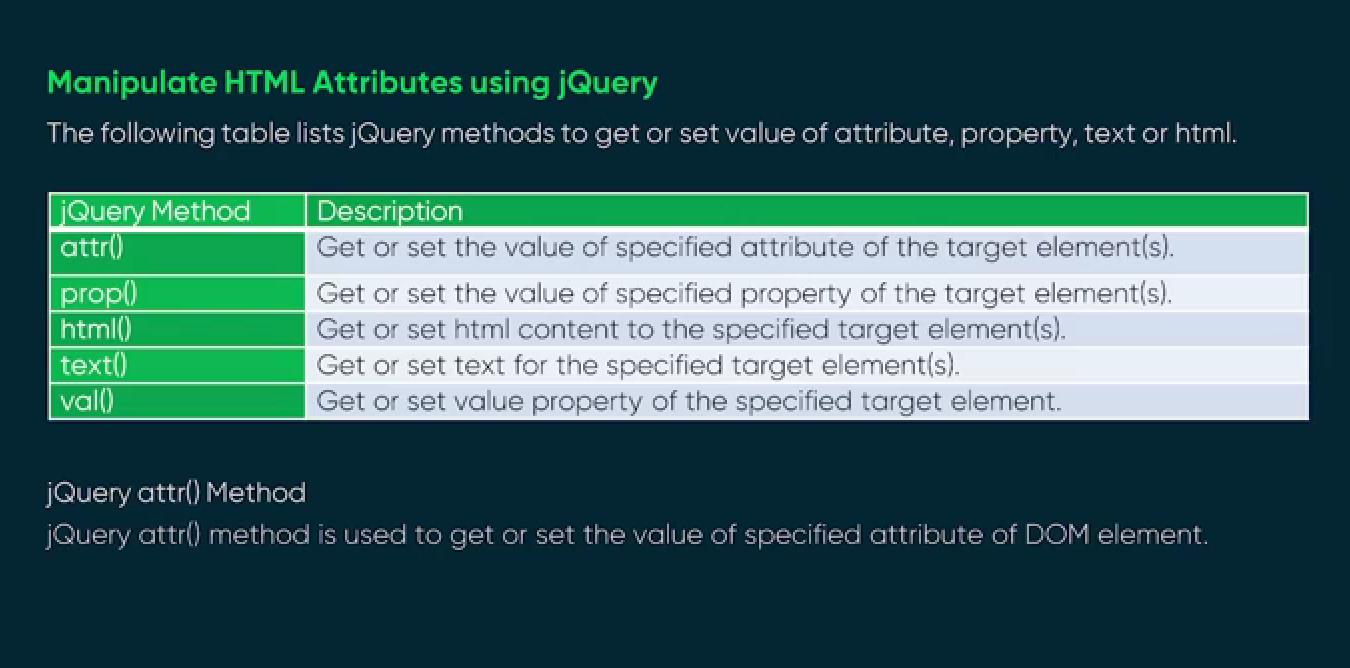 Manipulate HTML Attributes using jQuery
The following table lists jQuery methods to get or set value of attribute, property, text or html.
jQuery Method Description
attr() Get or set the value of specified attribute of the target element(s).
prop() Get or set the value of specified property of the target element(s).
html() Get or set html content to the specified target element(s).
text() Get or set text for the specified target element(s).
val() Get or set value property of the specified target element.
jQuery attr() Method
jQuery attr() method is used to get or set the value of specified attribute of DOM element.